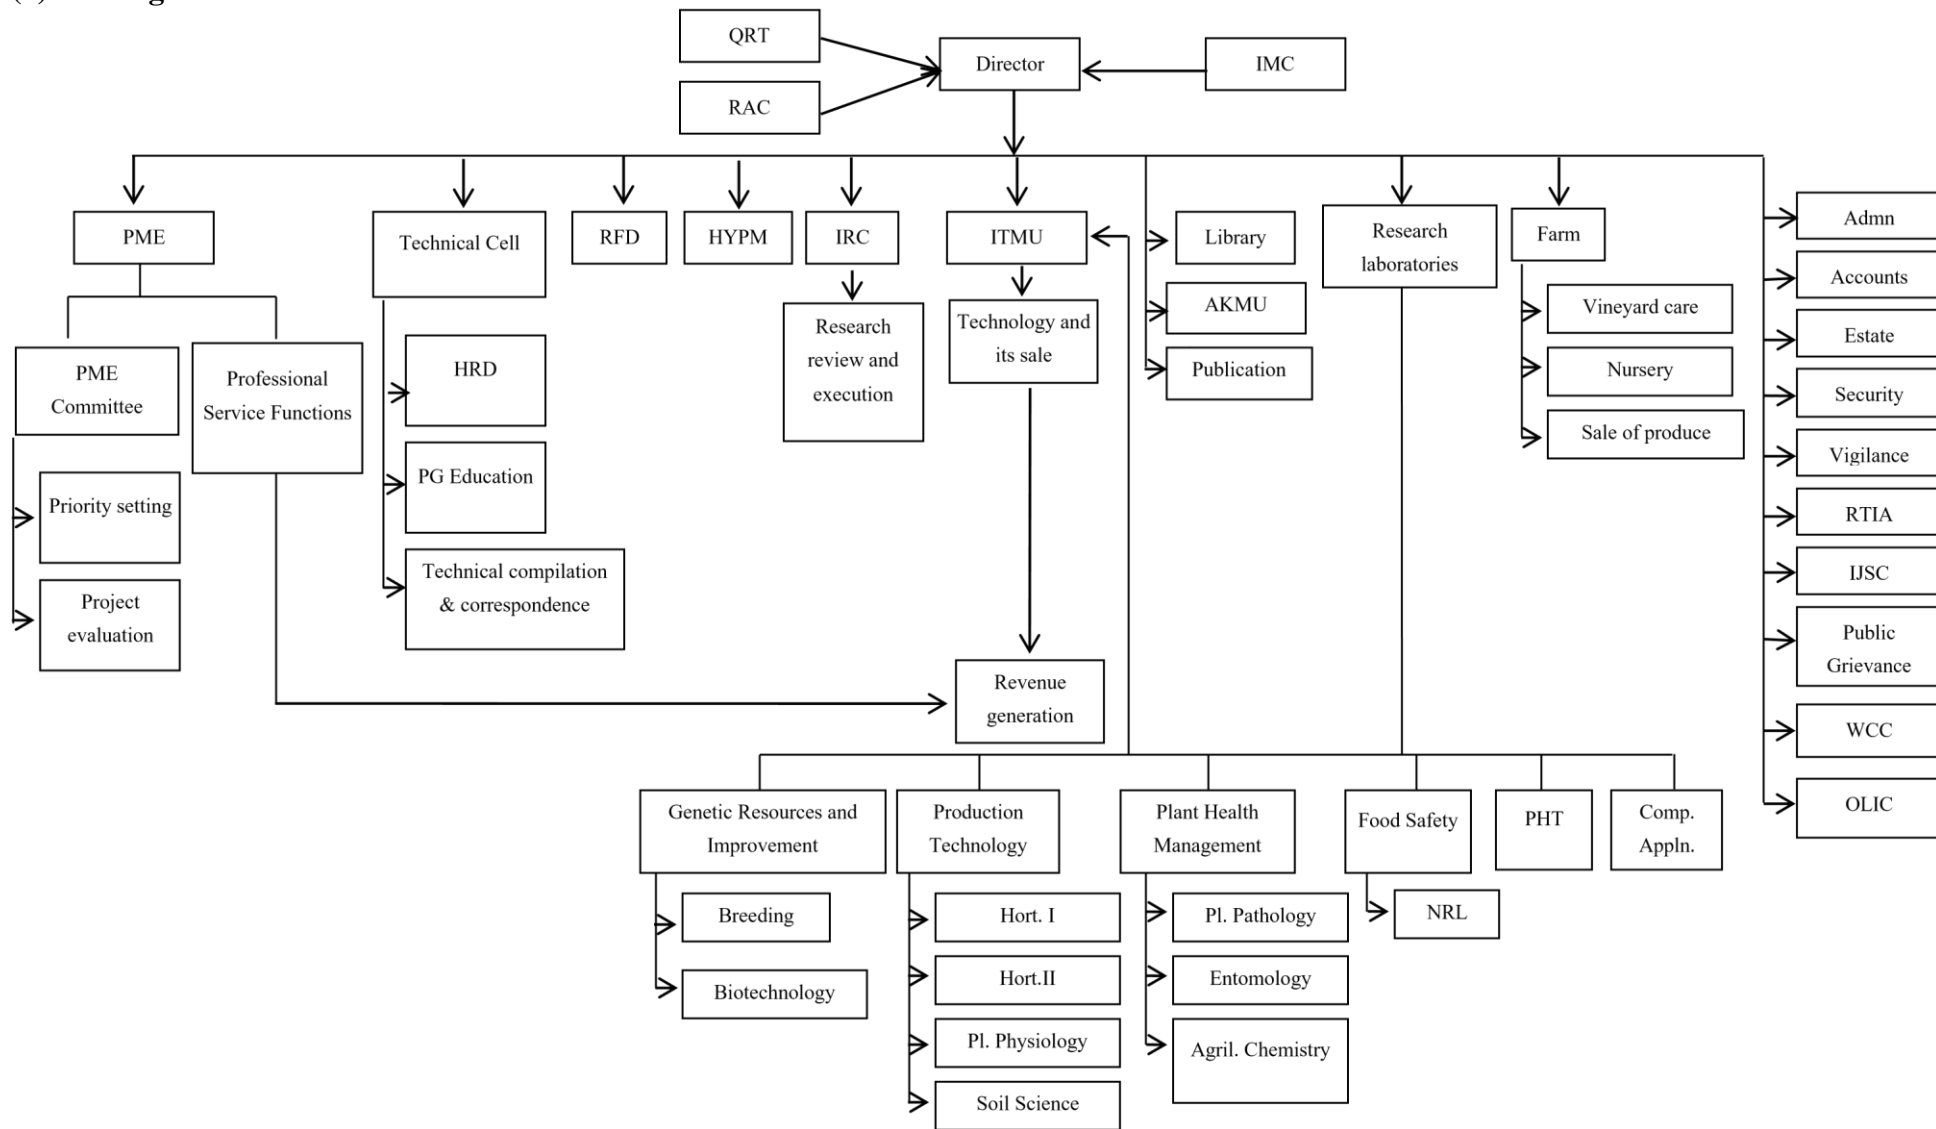 QRT
Director
IMC
RAC
PME
Technical Cell
RFD
HYPM
IRC
ITMU
Library
Research
laboratories
Farm
Admn
Accounts
AKMU
Vineyard care
Research
review and
execution
Technology and
its sale
Estate
PME
Committee
Professional
Service Functions
HRD
Publication
Nursery
Security
Sale of produce
Vigilance
PG Education
Priority setting
RTIA
Technical compilation
& correspondence
IJSC
Project
evaluation
Public
Grievance
Revenue
generation
WCC
OLIC
Genetic Resources and
Improvement
Production
Technology
Plant Health
Management
Food Safety
PHT
Comp.
Appln.
Breeding
Hort. I
Pl. Pathology
NRL
Biotechnology
Hort.II
Entomology
Pl. Physiology
Agril. Chemistry
Soil Science